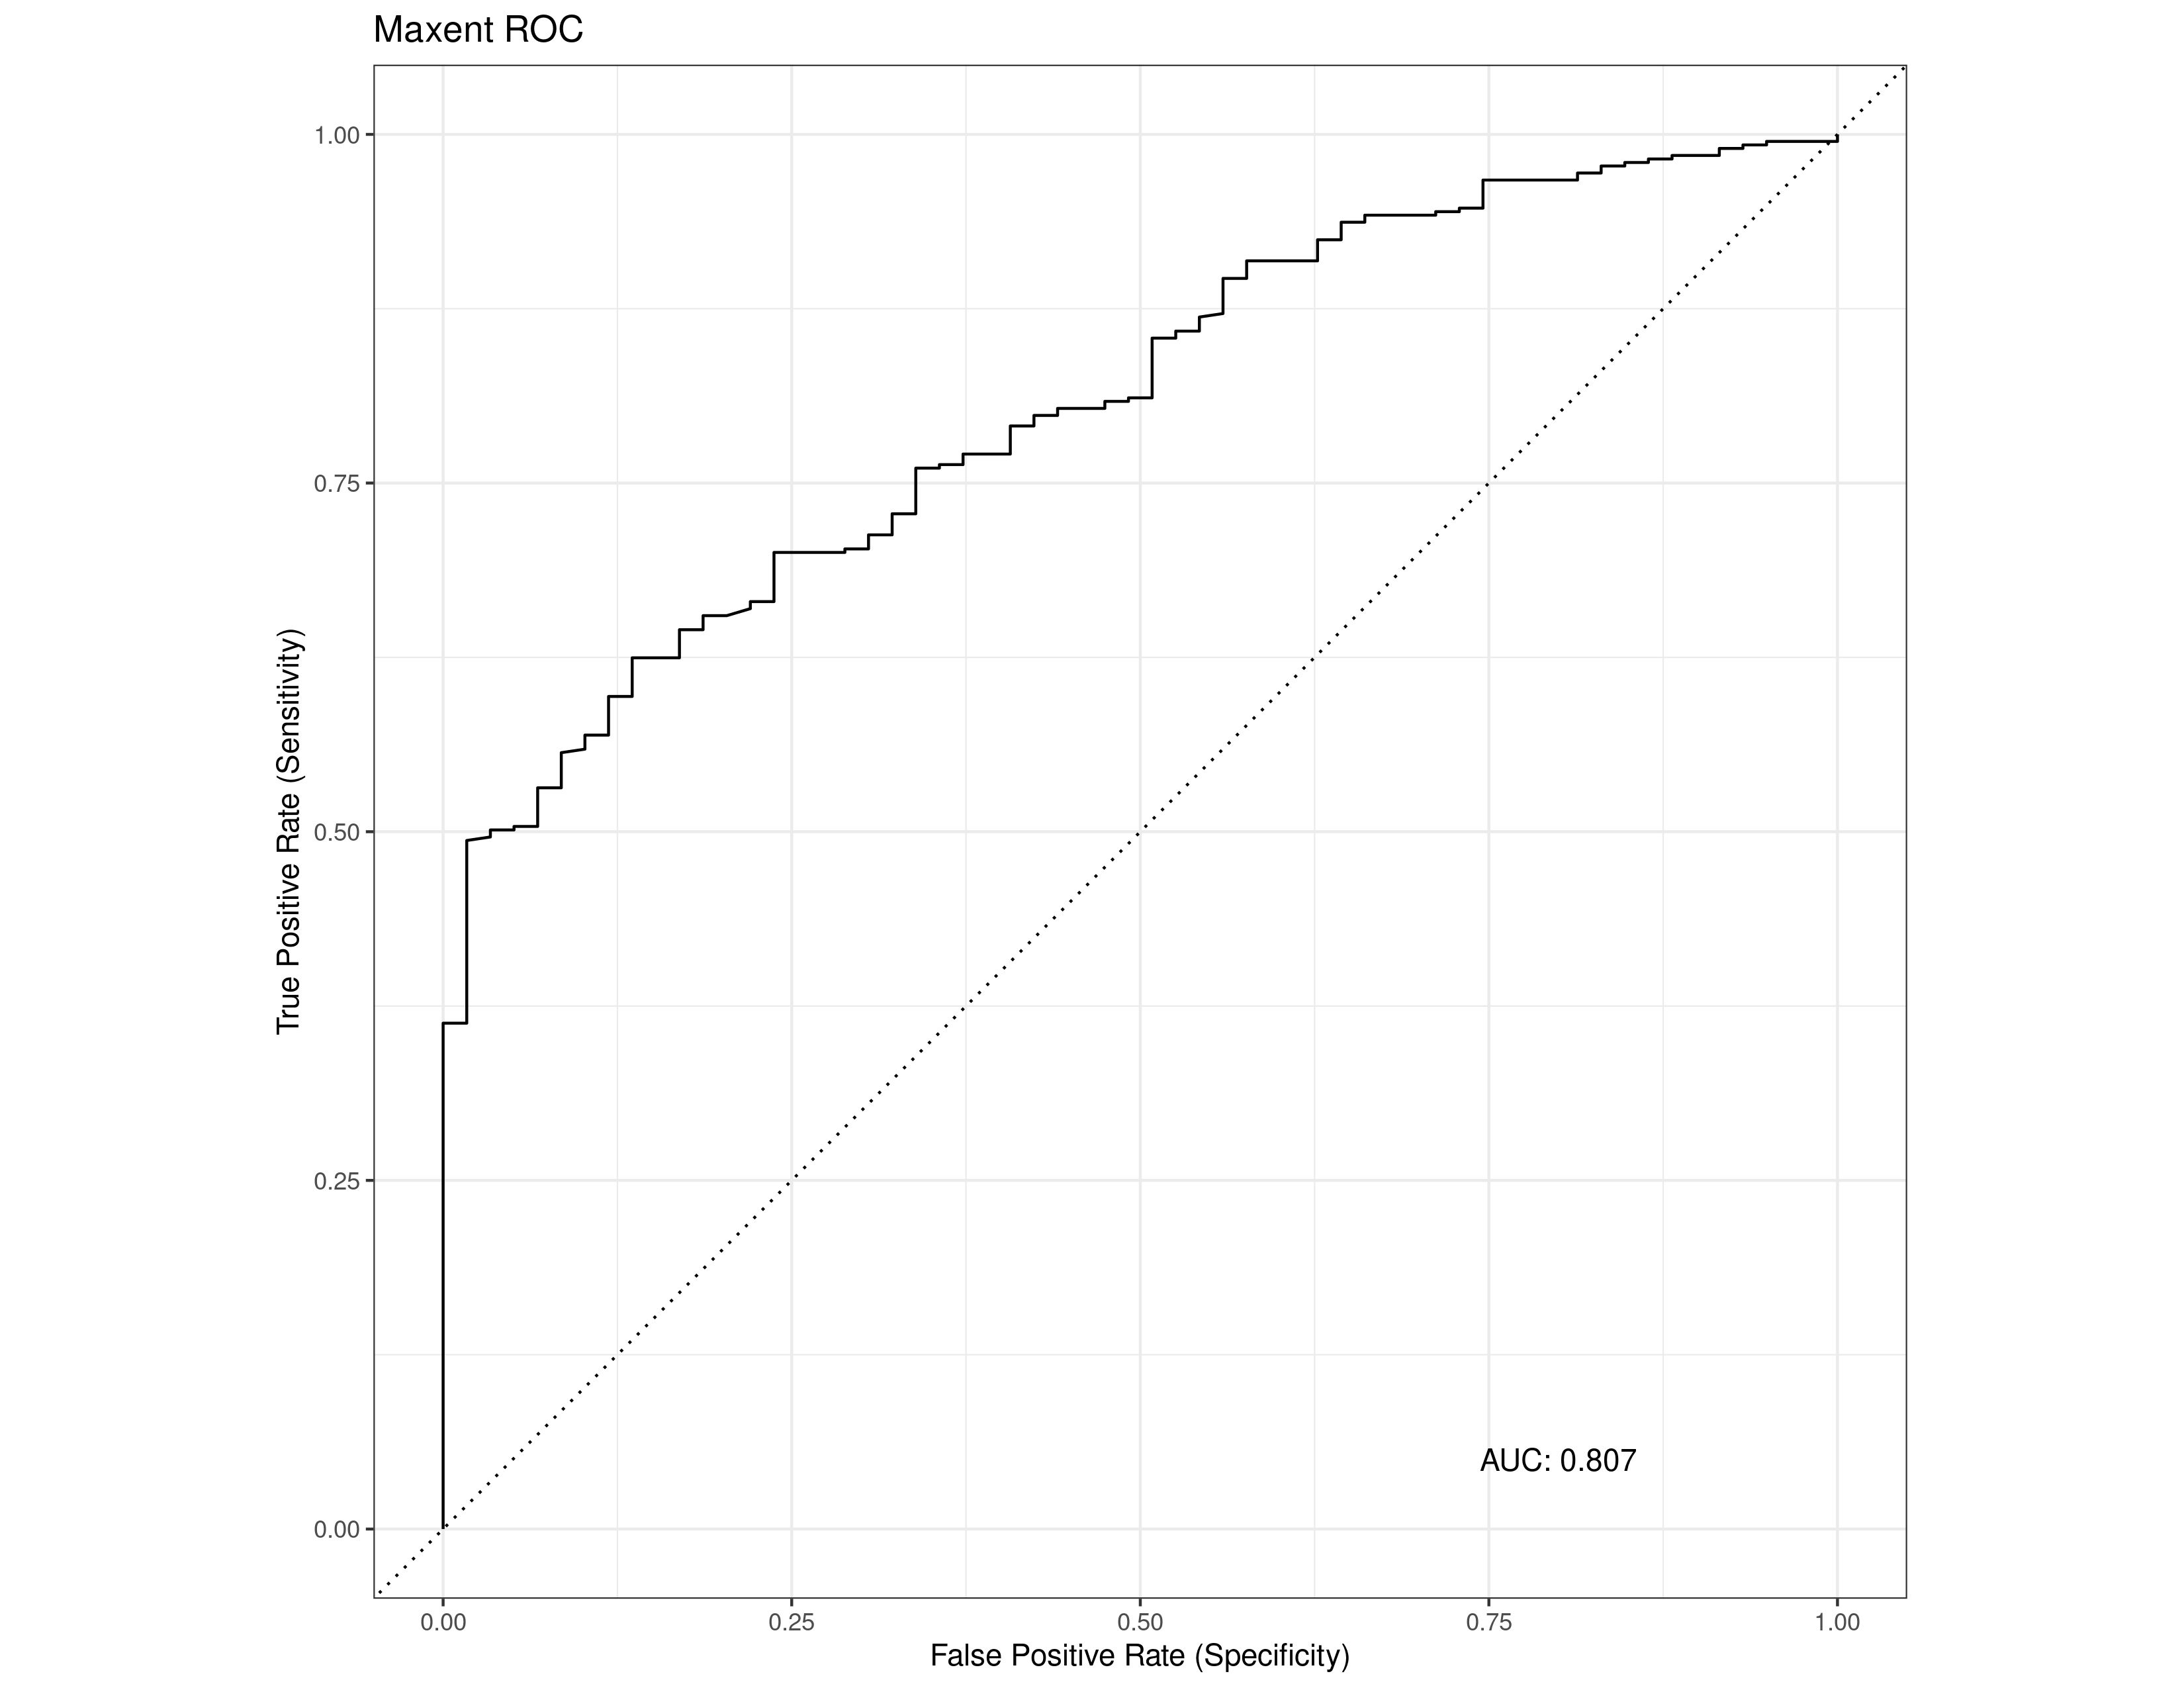 Maxent ROC
True Positive Rate (Sensitivity)
1.00
0.75
0.50
0.25
0.00
AUC: 0.807
0.00 0.25 0.50 0.75 1.00
False Positive Rate (Specificity)